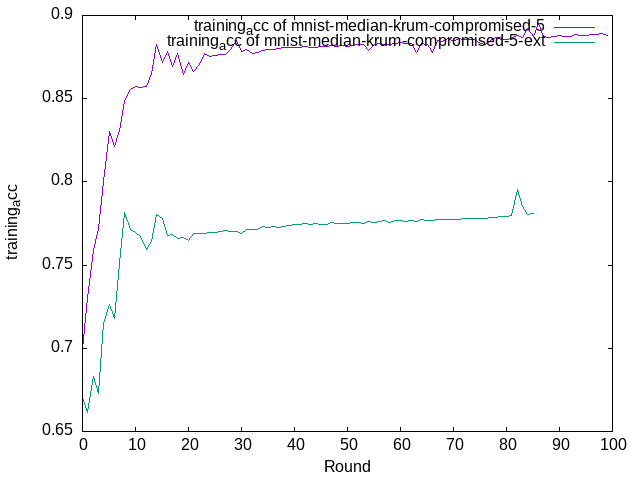 training_acc of mnist-median-krum-compromised-5
training_acc of mnist-median-krum-compromised-5-ext
0.9
0.85
0.8
0.75
0.7
0.65
training_acc
0 10 20 30 40 50 60 70 80 90 100
Round